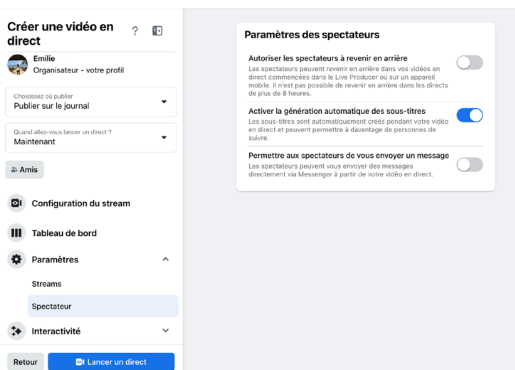 Créer une vidéo en
direct
Emilie
Organisateur - votre profil
Choisissez où publier
Publier sur le journal
Quand allez-vous lancer un direct ?
Maintenant
Amis
Configuration du stream
Tableau de bord
Paramètres
Streams
Spectateur
Interactivité
Retour
Lancer un direct
Paramètres des spectateurs
Autoriser les spectateurs à revenir en arrière
Les spectateurs peuvent revenir en arrière dans vos vidéos en
direct commencées dans le Live Producer ou sur un appareil
mobile. Il n'est pas possible de revenir en arrière dans les directs
de plus de 8 heures.
Activer la génération automatique des sous-titres
Les sous-titres sont automatiquement créés pendant votre vidéo
en direct et peuvent permettre à davantage de personnes de
suivre.
Permettre aux spectateurs de vous envoyer un message
Les spectateurs peuvent vous envoyer des messages
directement via Messenger à partir de votre vidéo en direct.